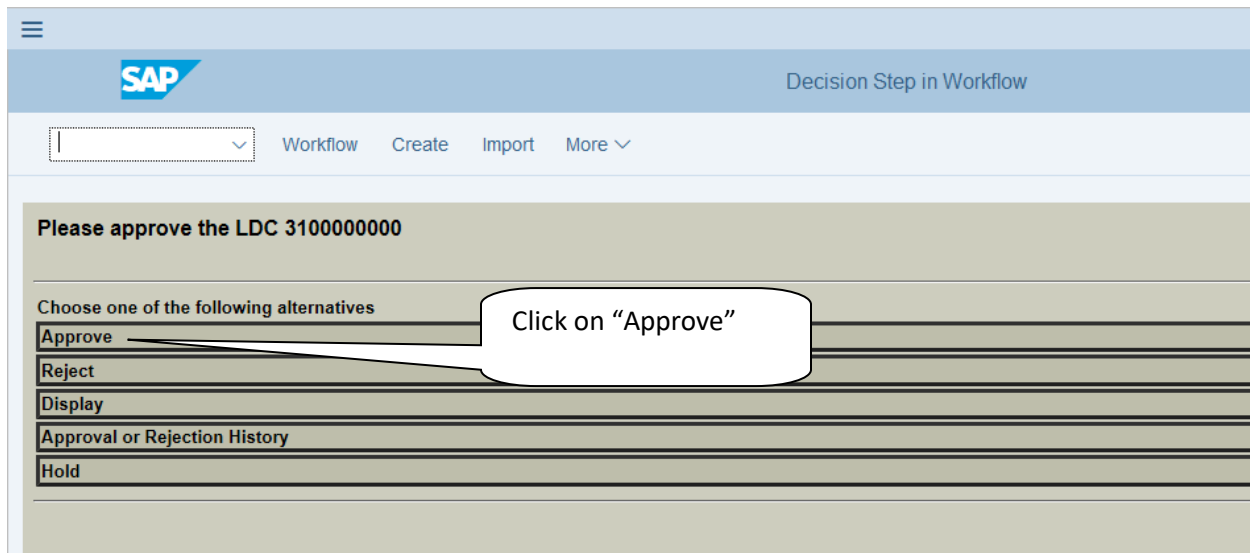 SAP
Decision Step in Workflow
Workflow Create Import More
Please approve the LDC 3100000000
Choose one of the following alternatives
Click on “Approve”
Approve
Reject
Display
Approval or Rejection History
Hold